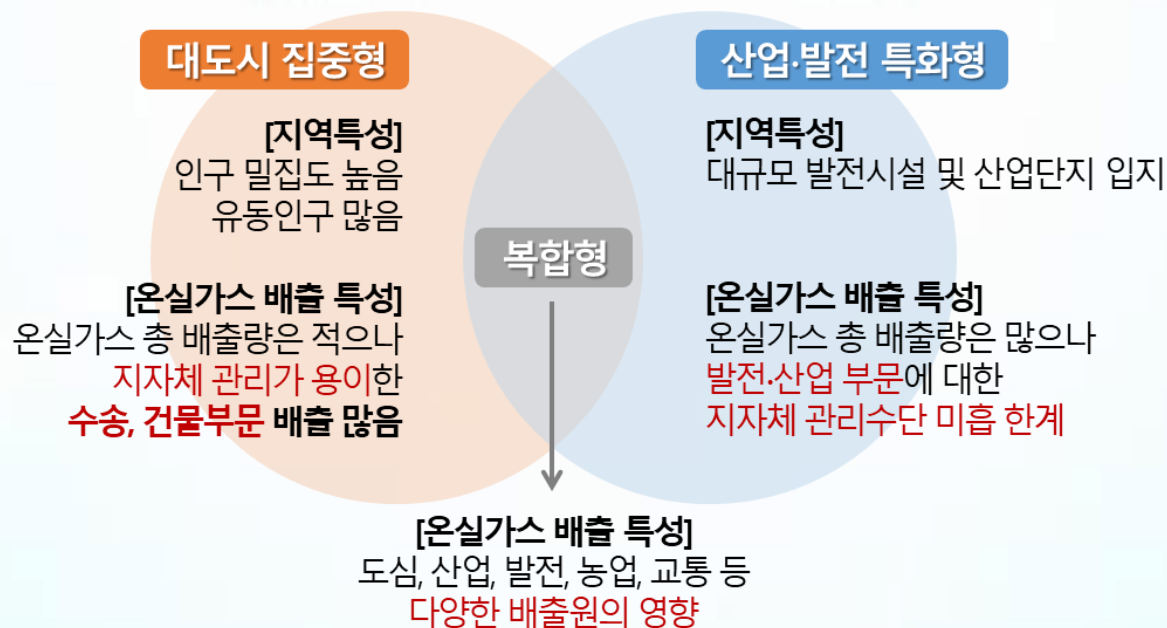 대도시 집중형
[지역특성]
인구 밀집도 높음
유동인구 많음
[온실가스 배출 특성]
온실가스 총 배출량은 적으나
지자체 관리가 용이한
수송, 건물부문 배출 많음
산업·발전 특화형
[지역특성]
대규모 발전시설 및 산업단지 입지
[온실가스 배출 특성]
온실가스 총 배출량은 많으나
발전·산업 부문에 대한
지자체 관리수단 미흡 한계
복합형
[온실가스 배출 특성]
도심, 산업, 발전, 농업, 교통 등
다양한 배출원의 영향